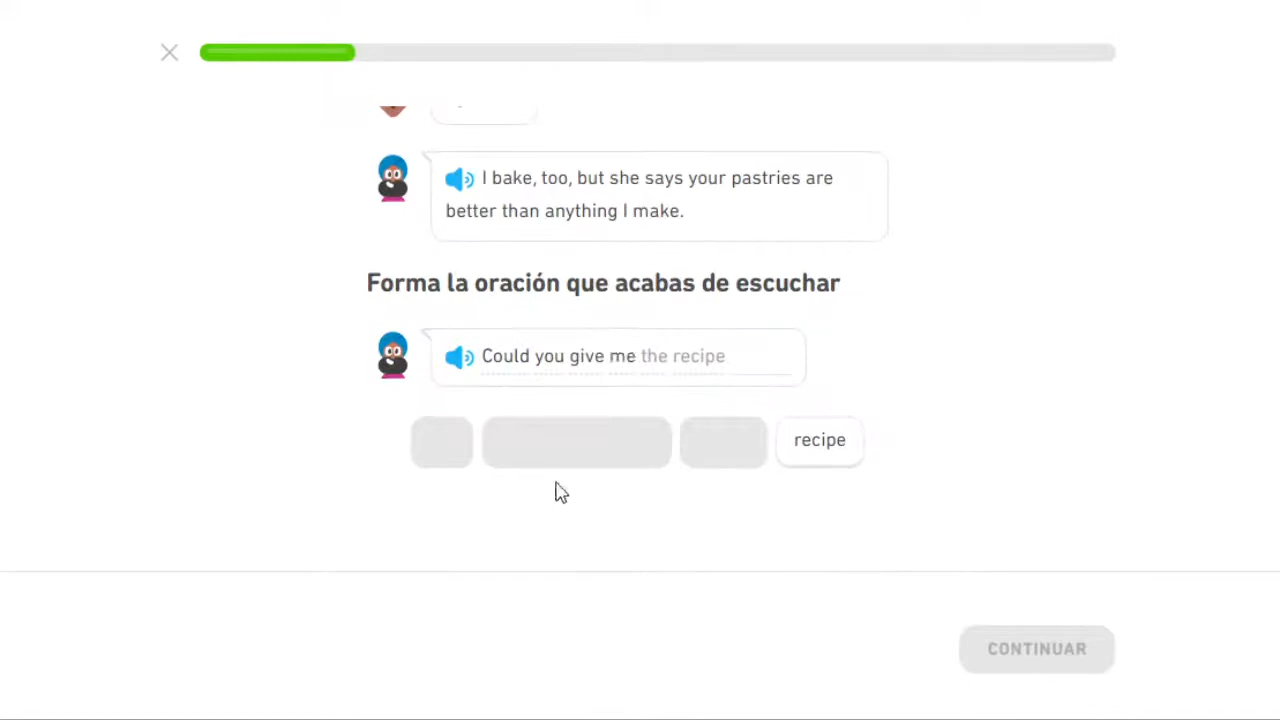 I bake, too, but she says your pastries are
better than anything I make.
Forma la oración que acabas de escuchar
Could you give me the recipe
recipe
CONTINUAR